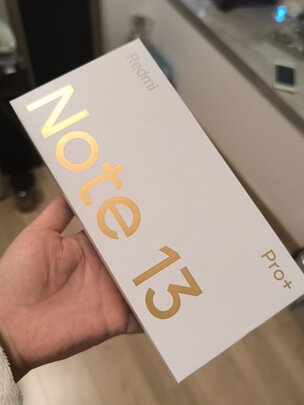 Redmi
Note 13
Pro+